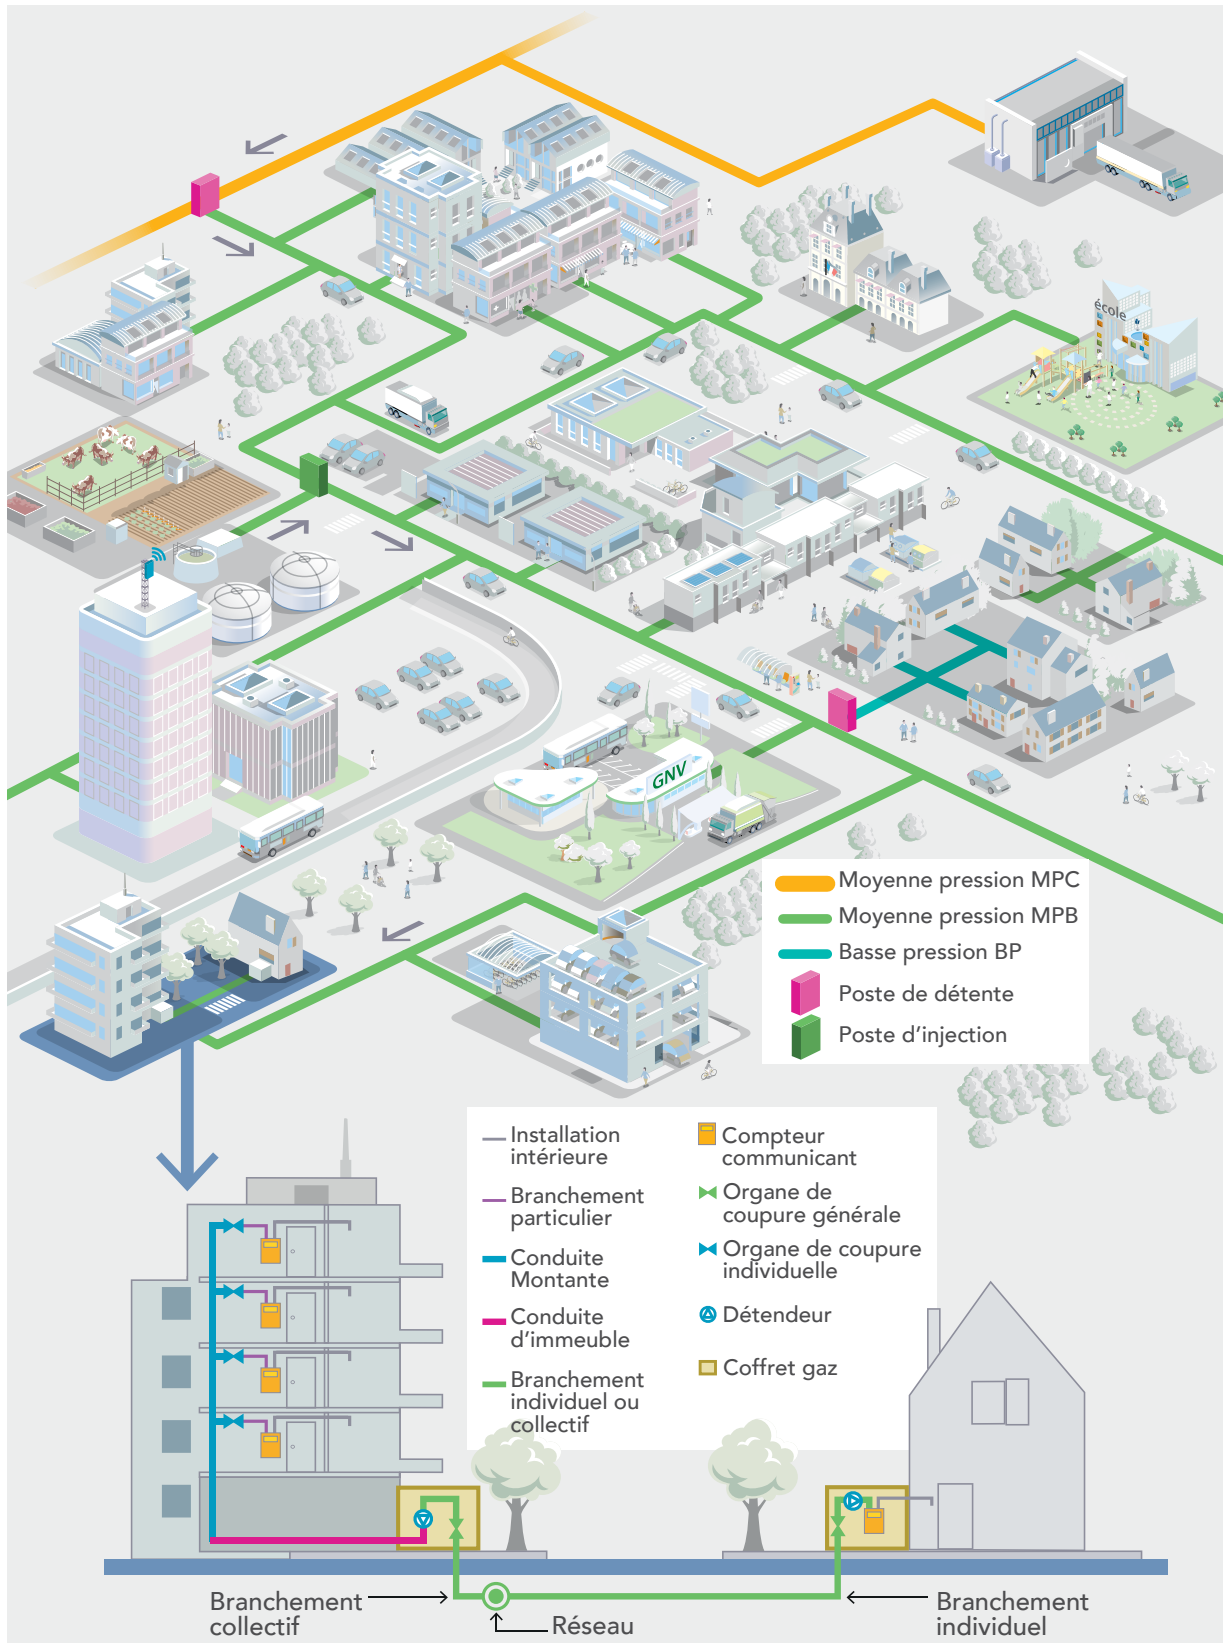 école
GNV
Moyenne pression MPC
Moyenne pression MPB
Basse pression BP
Poste de détente
Poste d'injection
Installation
intérieure
Branchement
particulier
Conduite
Montante
Conduite
d'immeuble
Branchement
individuel ou
collectif
Compteur
communicant
Organe de
coupure générale
Organe de coupure
individuelle
Détendeur
Coffret gaz
Branchement
collectif
Réseau
Branchement
individuel